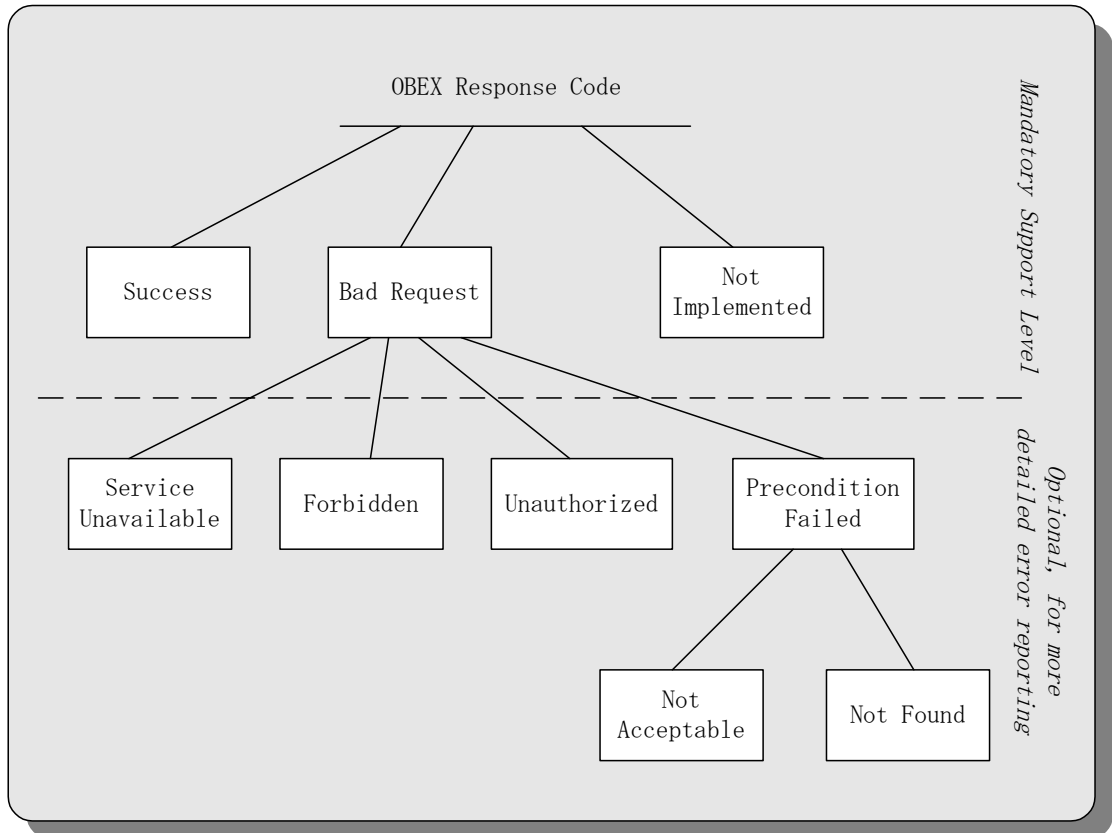 OBEX Response Code
Mandatory Support Level
Success
Bad Request
Not
Implemented
Optional, for more
detailed error reporting
Service
Unavailable
Forbidden
Unauthorized
Precondition
Failed
Not
Acceptable
Not Found